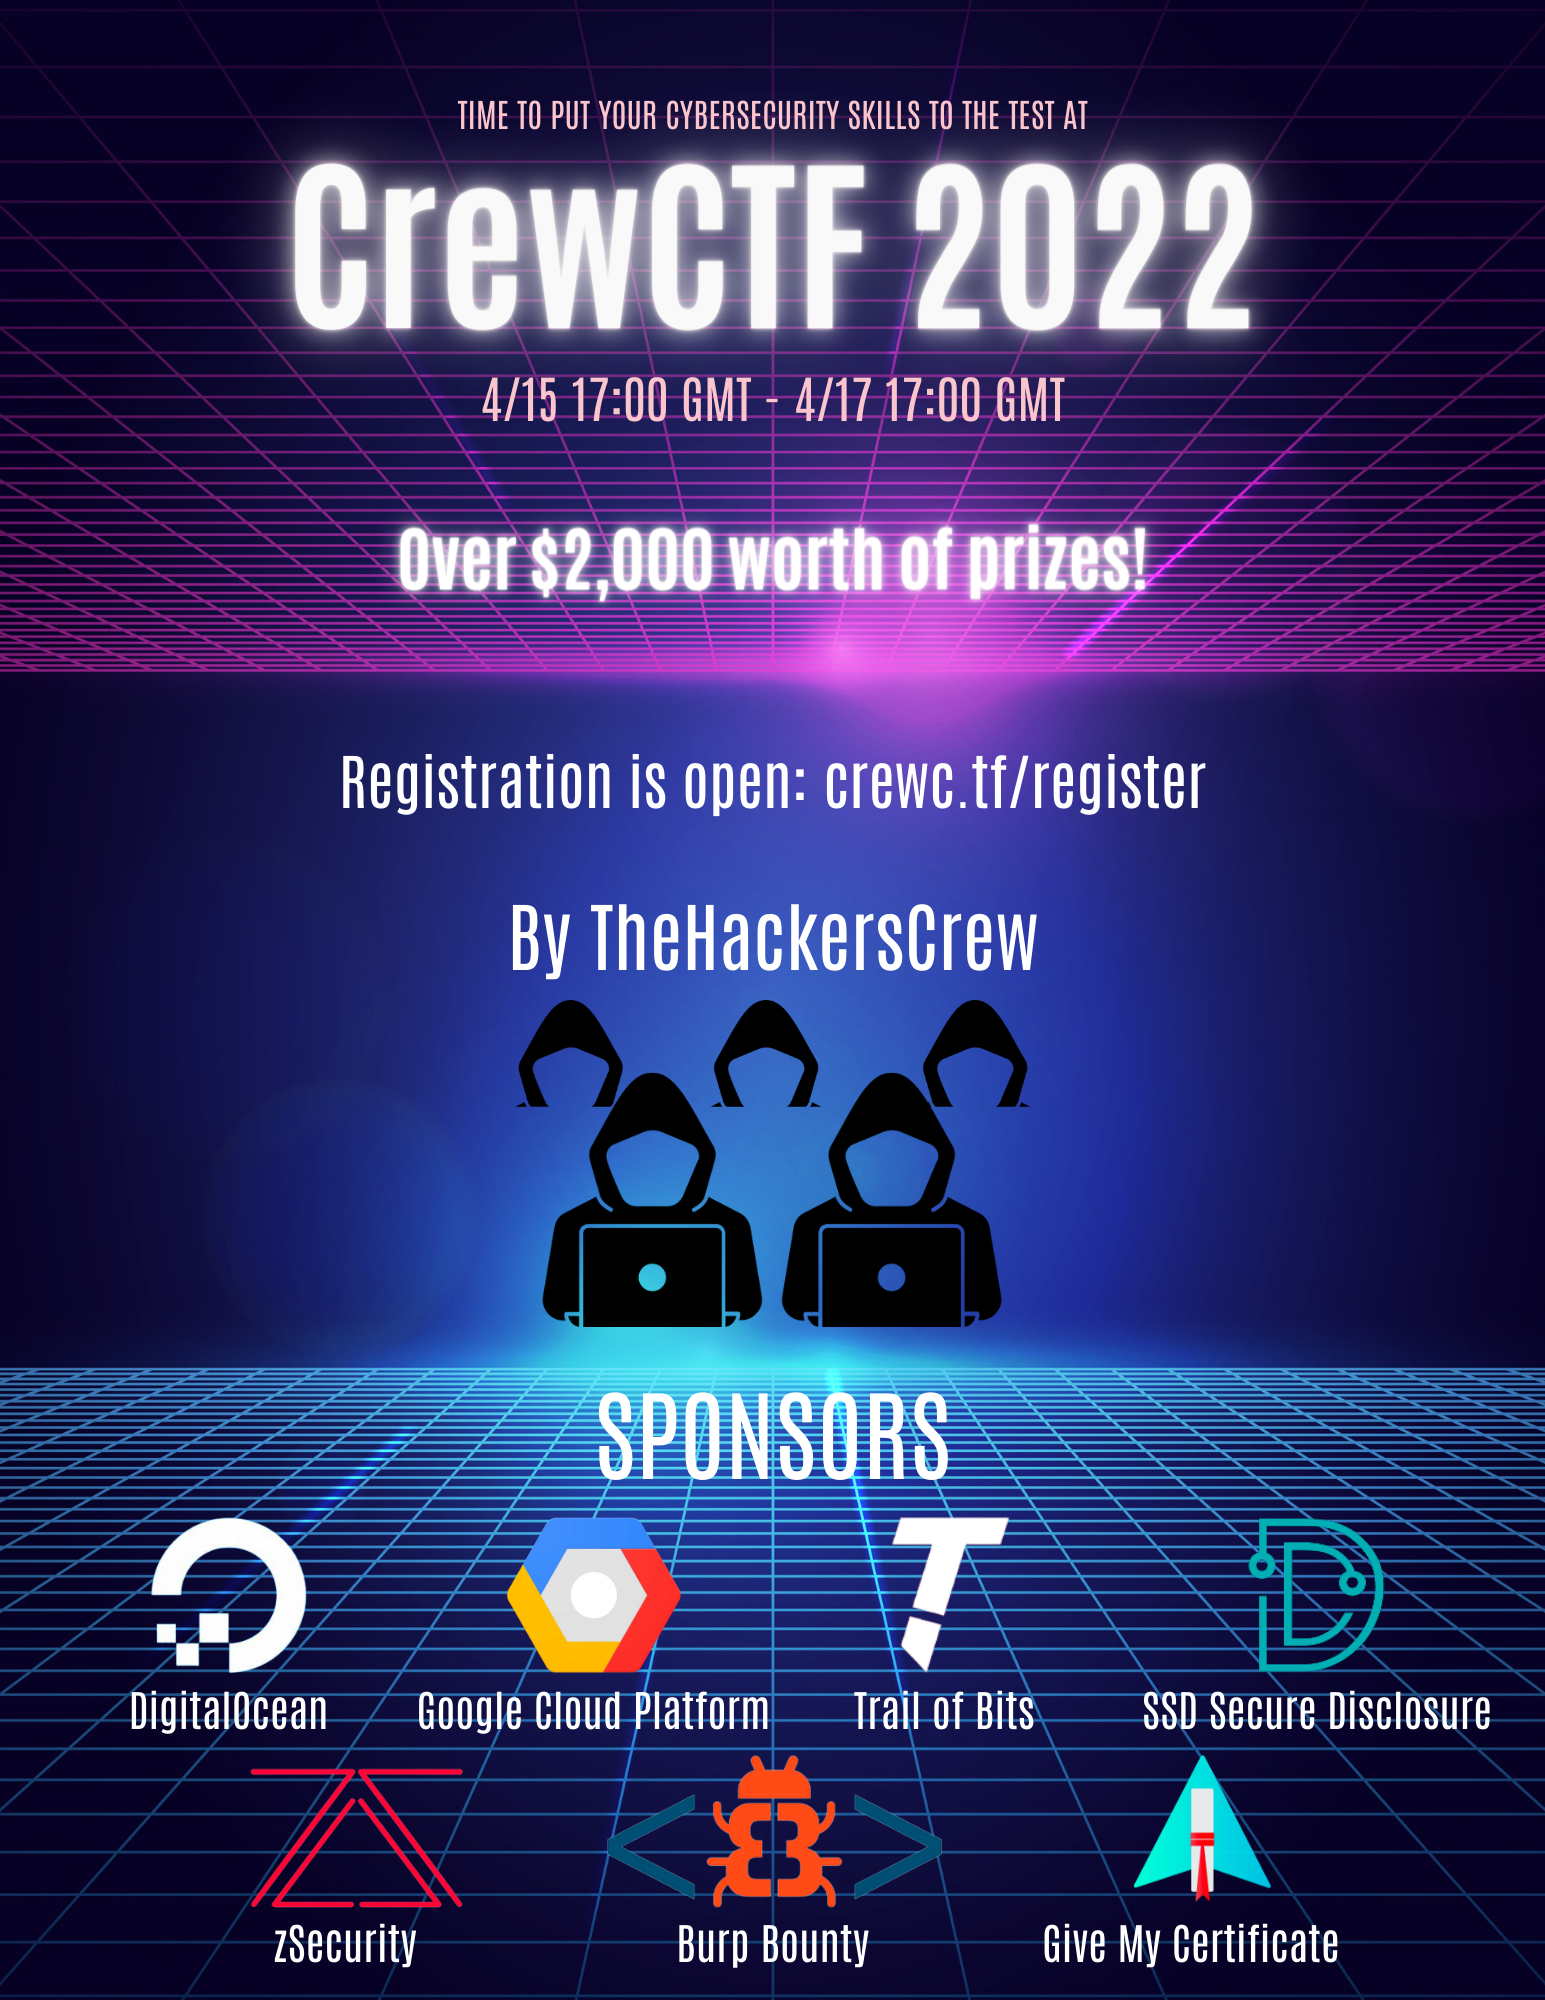 TIME TO PUT YOUR CYBERSECURITY SKILLS TO THE TEST AT
CrewCTF 2022
4/15 17:00 GMT - 4/17 17:00 GMT
Over $2,000 worth of prizes!
Registration is open: crewc.tf/register
By TheHackersCrew
SPONSORS
DigitalOcean
Google Cloud Platform
Trail of Bits
SSD Secure Disclosure
zSecurity
Burp Bounty
Give My Certificate